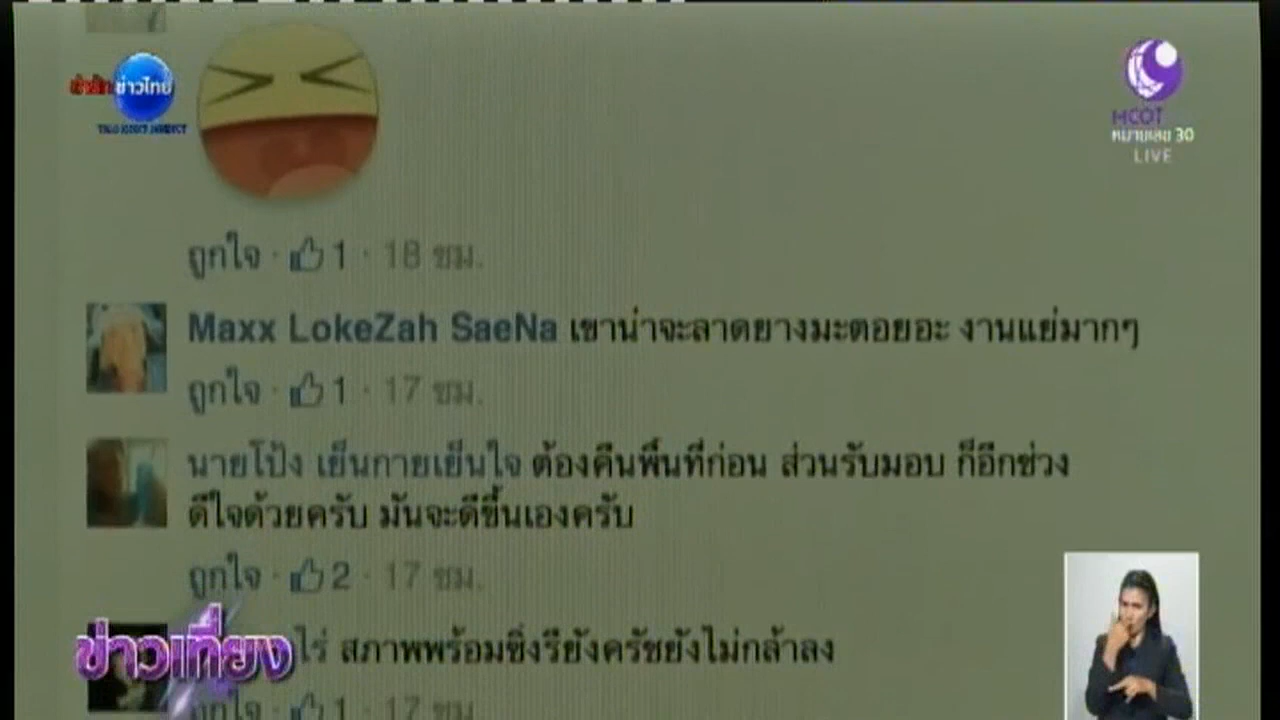 ข่าวไทย
MCOT
หมายเลข 30
LIVE
ถูกใจ · 1 · 18 ชม.
Maxx LokeZah SaeNa เขาน่าจะลาดยางมะตอยอะ งานแย่มากๆ
ถูกใจ · 1 · 17 ชม.
นายโป้ง เย็นกายเย็นใจ ต้องคืนพื้นที่ก่อน ส่วนรับมอบ ก็อีกช่วง
ดีใจด้วยครับ มันจะดีขึ้นเองครับ
ถูกใจ · 2 · 17 ชม.
ไร่ สภาพพร้อมซิ่งรึยังครัชยังไม่กล้าลง
ข่าวเที่ยง
ถูกใจ · 1 · 17 ชม.